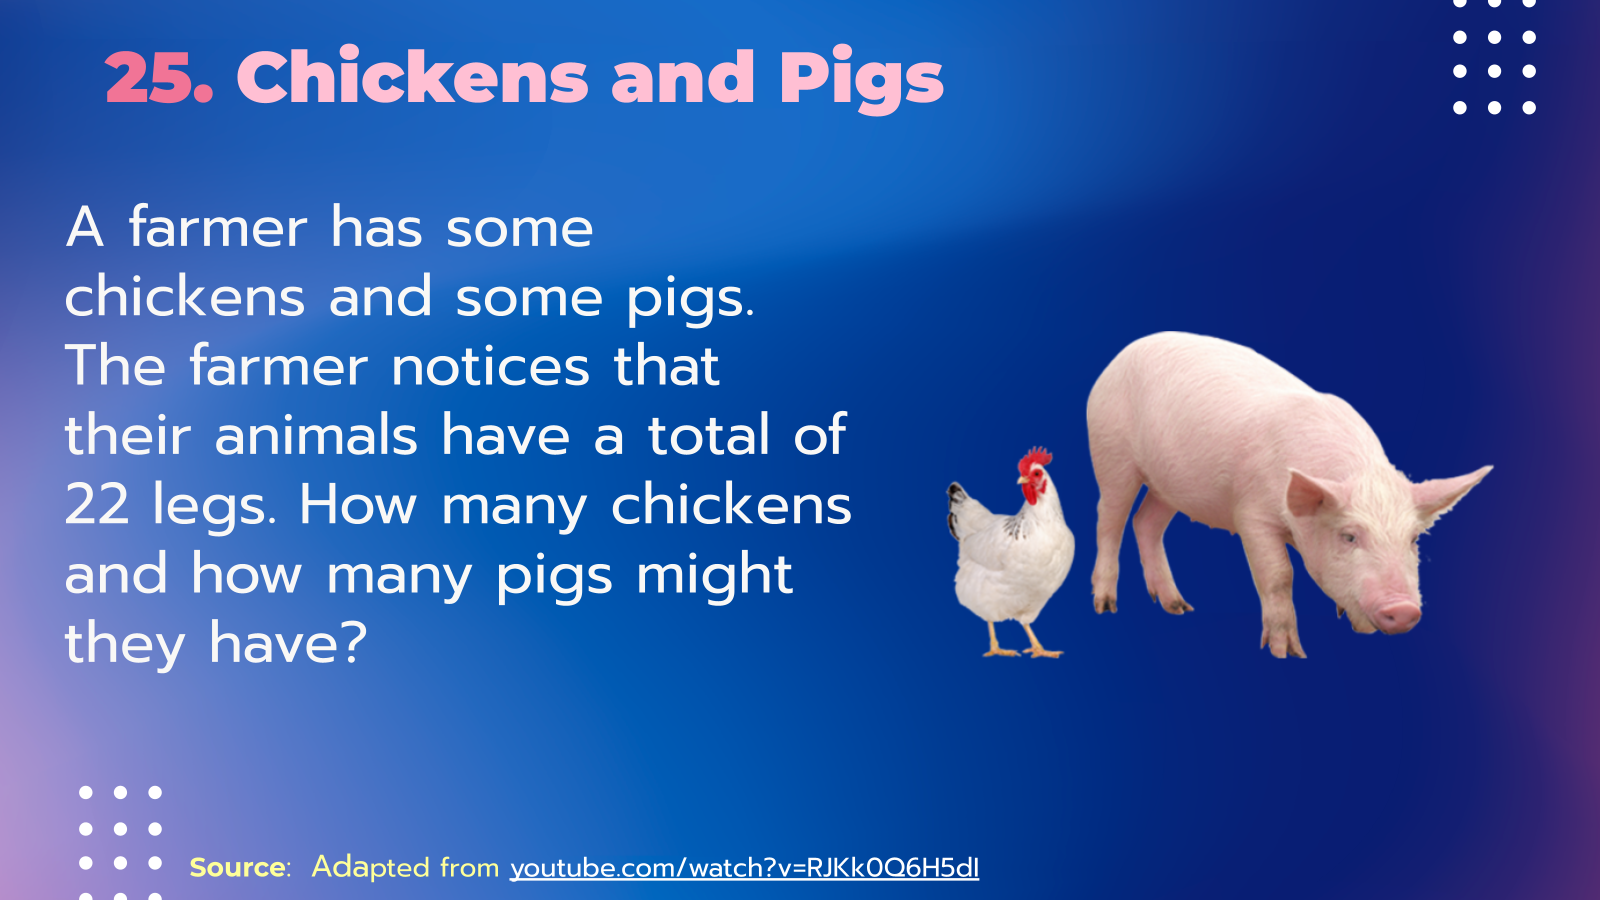 25. Chickens and Pigs
A farmer has some
chickens and some pigs.
The farmer notices that
their animals have a total of
22 legs. How many chickens
and how many pigs might
they have?
Source:  Adapted from youtube.com/watch?v=RJKk0Q6H5dI